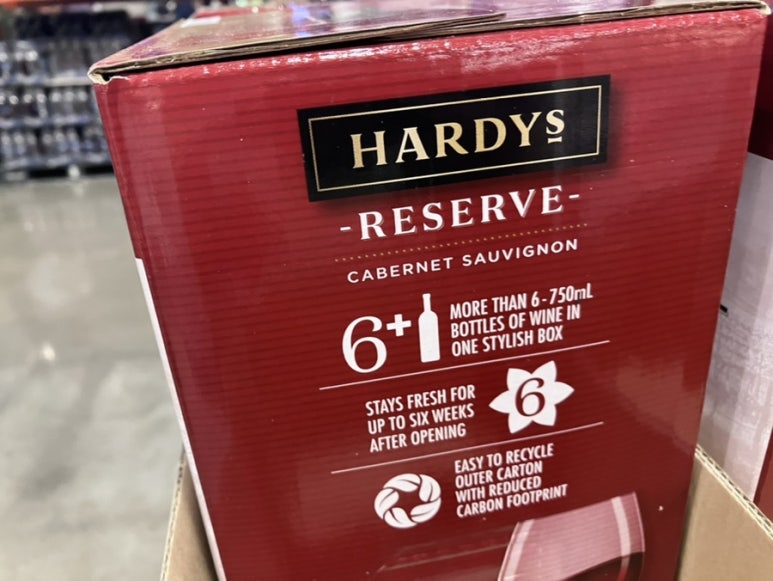 HARDYS
-RESERVE-
CABERNET SAUVIGNON
6+
MORE THAN 6-750mL
BOTTLES OF WINE IN
ONE STYLISH BOX
STAYS FRESH FOR
UP TO SIX WEEKS
AFTER OPENING
6
EASY TO RECYCLE
OUTER CARTON
WITH REDUCED
CARBON FOOTPRINT